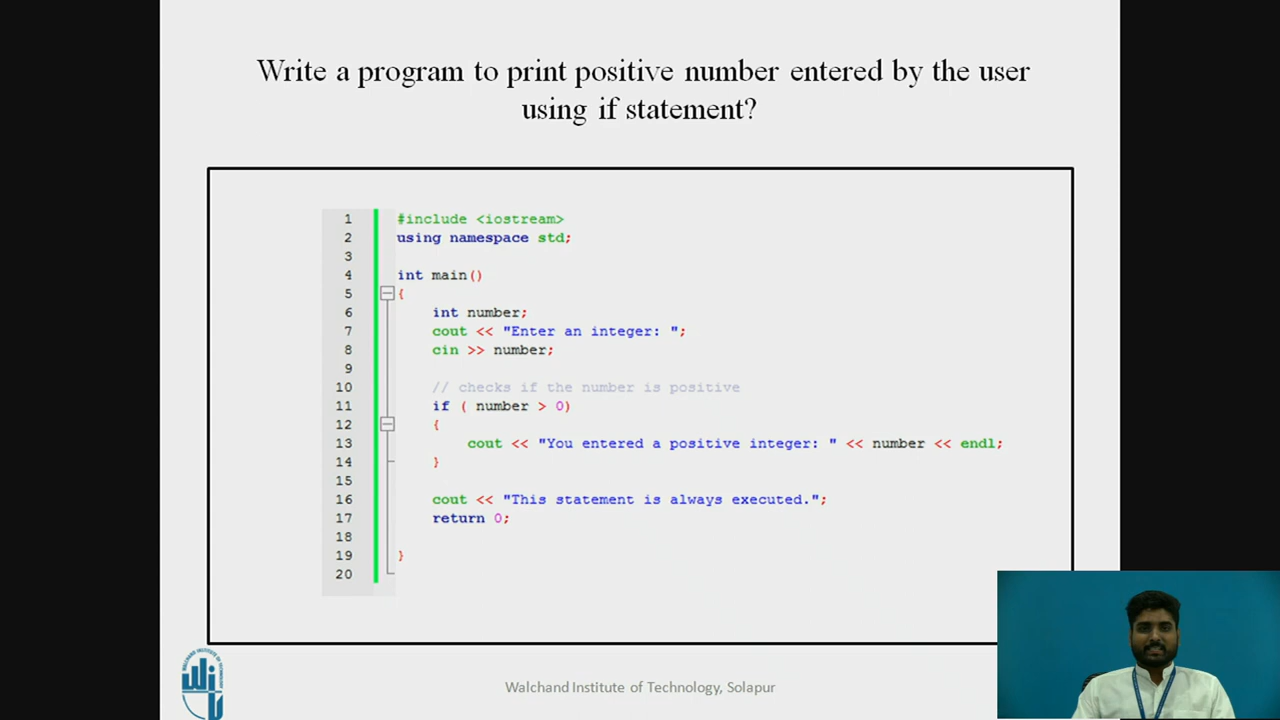 Write a program to print positive number entered by the user
using if statement?
1 #include <iostream>
2 using namespace std;
3
4 int main()
5 {
6 int number;
7 cout << "Enter an integer: ";
8 cin >> number;
9
10 // checks if the number is positive
11 if ( number > 0)
12 {
13 cout << "You entered a positive integer: " << number << endl;
14 }
15
16 cout << "This statement is always executed.";
17 return 0;
18
19 }
20
Walchand Institute of Technology, Solapur